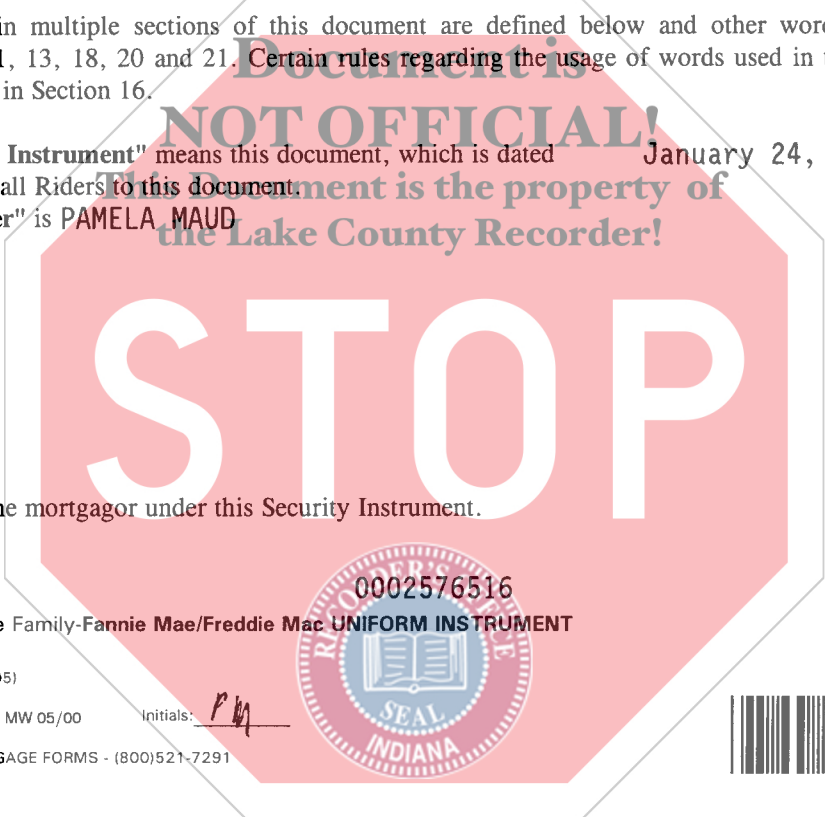 in multiple sections of this document are defined below and other wor
1, 13, 18, 20 and 21. Certain rules regarding the usage of words used in
in Section 16.
Document is
NOT OFFICIAL!
Instrument" means this document, which is dated January 24,
all Riders to this document.
This Document is the property of
er" is PAMELA MAUD
the Lake County Recorder!
STOP
he mortgagor under this Security Instrument.
0002576516
e Family-Fannie Mae/Freddie Mac UNIFORM INSTRUMENT
05)
MW 05/00 Initials: PM
GAGE FORMS - (800)521-7291
RECORDER'S OFFICE
SEAL
INDIANA